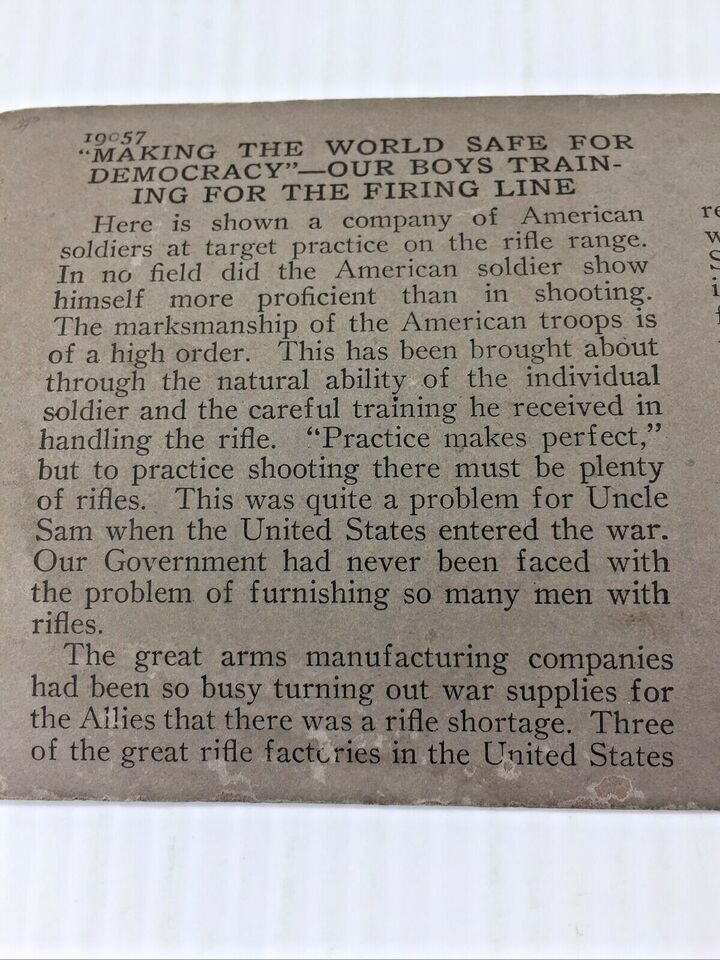 19057
"MAKING THE WORLD SAFE FOR
DEMOCRACY"—OUR BOYS TRAIN-
ING FOR THE FIRING LINE
Here is shown a company of American
soldiers at target practice on the rifle range.
In no field did the American soldier show
himself more proficient than in shooting.
The marksmanship of the American troops is
of a high order. This has been brought about
through the natural ability of the individual
soldier and the careful training he received in
handling the rifle. "Practice makes perfect,"
but to practice shooting there must be plenty
of rifles. This was quite a problem for Uncle
Sam when the United States entered the war.
Our Government had never been faced with
the problem of furnishing so many men with
rifles.
The great arms manufacturing companies
had been so busy turning out war supplies for
the Allies that there was a rifle shortage. Three
of the great rifle factories in the United States